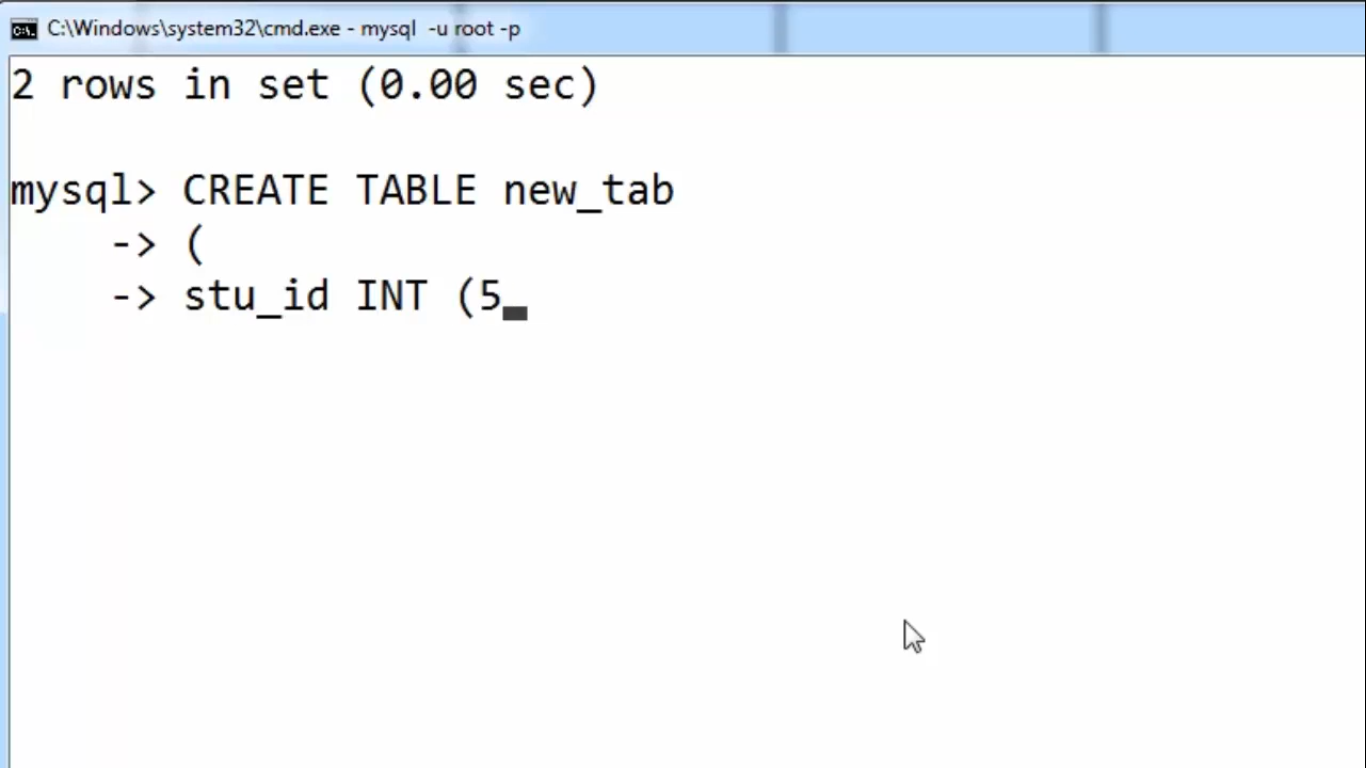 C:\Windows\system32\cmd.exe - mysql  -u root -p
2 rows in set (0.00 sec)
mysql> CREATE TABLE new_tab
    -> (
    -> stu_id INT (5